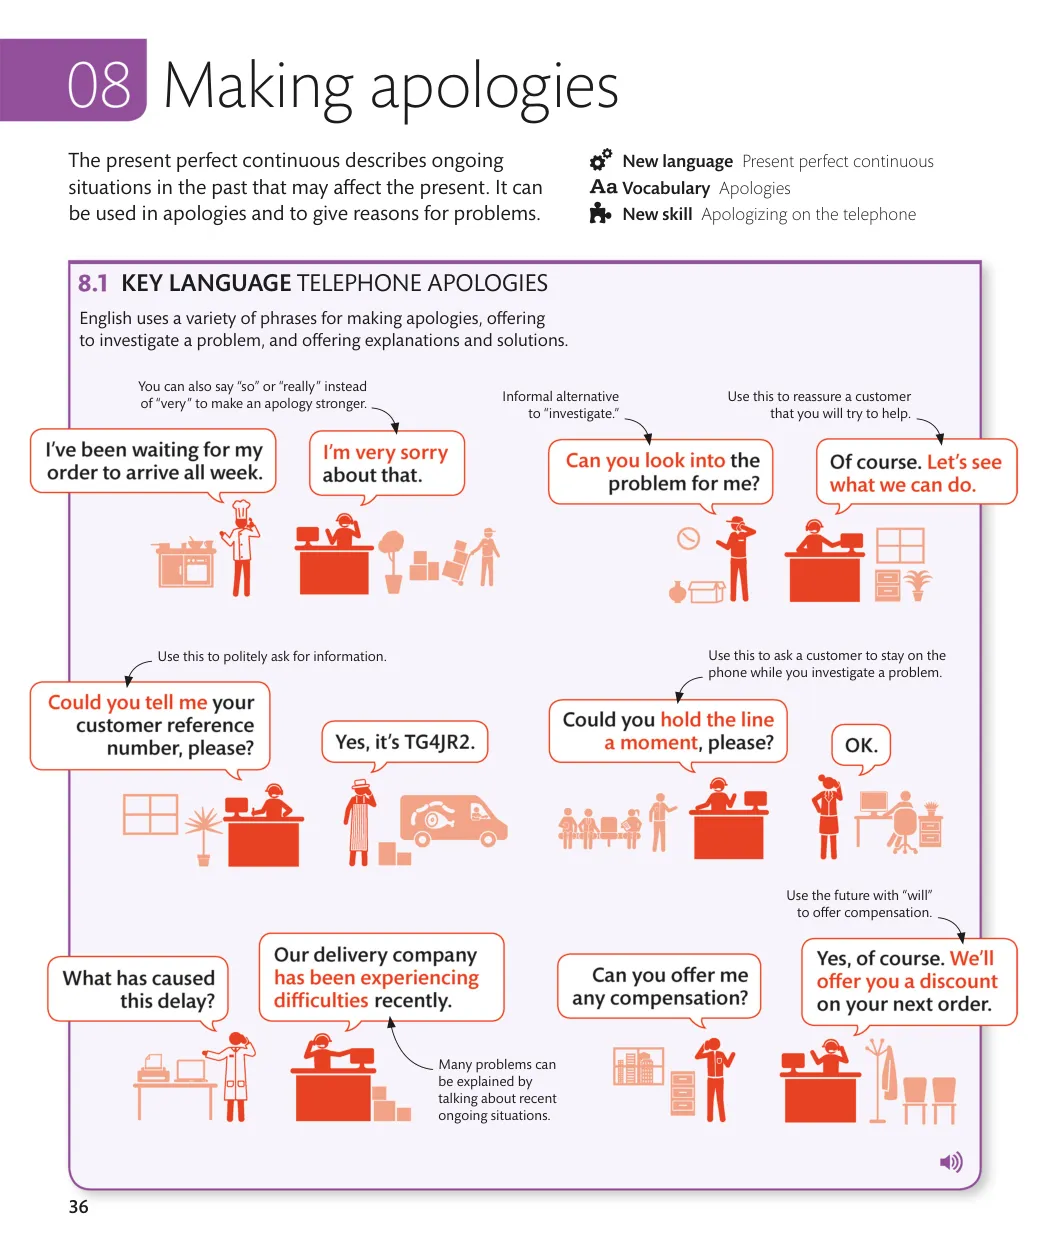 08 Making apologies
The present perfect continuous describes ongoing
situations in the past that may affect the present. It can
be used in apologies and to give reasons for problems.
New language Present perfect continuous
Aa Vocabulary Apologies
New skill Apologizing on the telephone
8.1 KEY LANGUAGE TELEPHONE APOLOGIES
English uses a variety of phrases for making apologies, offering
to investigate a problem, and offering explanations and solutions.
You can also say “so” or “really” instead
of “very” to make an apology stronger.
I’ve been waiting for my
order to arrive all week.
I’m very sorry
about that.
Informal alternative
to “investigate.”
Use this to reassure a customer
that you will try to help.
Can you look into the
problem for me?
Of course. Let’s see
what we can do.
Use this to politely ask for information.
Could you tell me your
customer reference
number, please?
Yes, it’s TG4JR2.
Use this to ask a customer to stay on the
phone while you investigate a problem.
Could you hold the line
a moment, please?
OK.
What has caused
this delay?
Our delivery company
has been experiencing
difficulties recently.
Many problems can
be explained by
talking about recent
ongoing situations.
Use the future with “will”
to offer compensation.
Can you offer me
any compensation?
Yes, of course. We’ll
offer you a discount
on your next order.
36